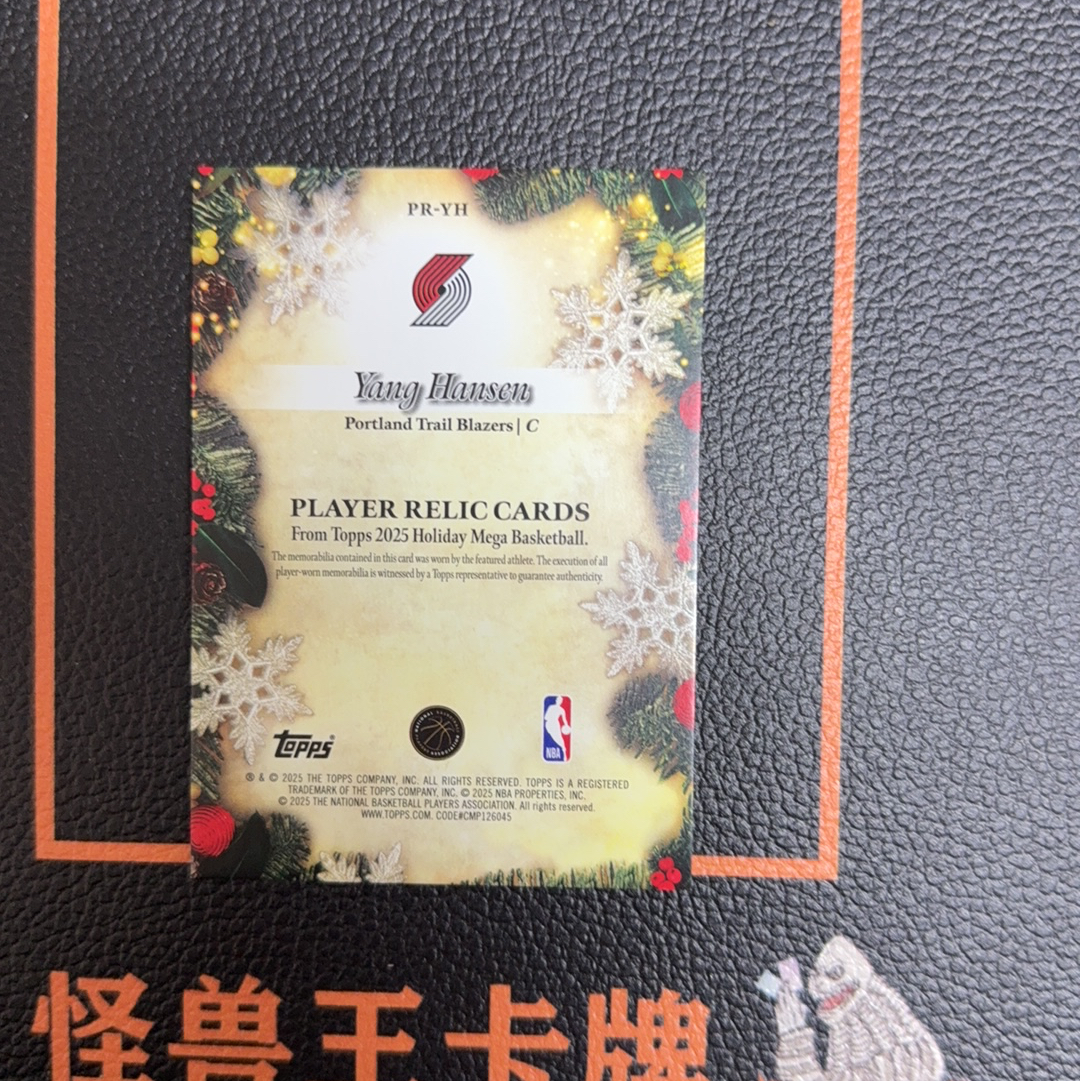 PR-YH
Yang Hansen
Portland Trail Blazers | C
PLAYER RELIC CARDS
From Topps 2025 Holiday Mega Basketball.
The memorabilia contained in this card was worn by the featured athlete. The execution of all
player-worn memorabilia is witnessed by a Topps representative to guarantee authenticity.
topps
NBA
® & © 2025 THE TOPPS COMPANY, INC. ALL RIGHTS RESERVED. TOPPS IS A REGISTERED
TRADEMARK OF THE TOPPS COMPANY, INC. © 2025 NBA PROPERTIES, INC.
© 2025 THE NATIONAL BASKETBALL PLAYERS ASSOCIATION. All rights reserved.
WWW.TOPPS.COM. CODE#CMP126045
怪兽王卡牌